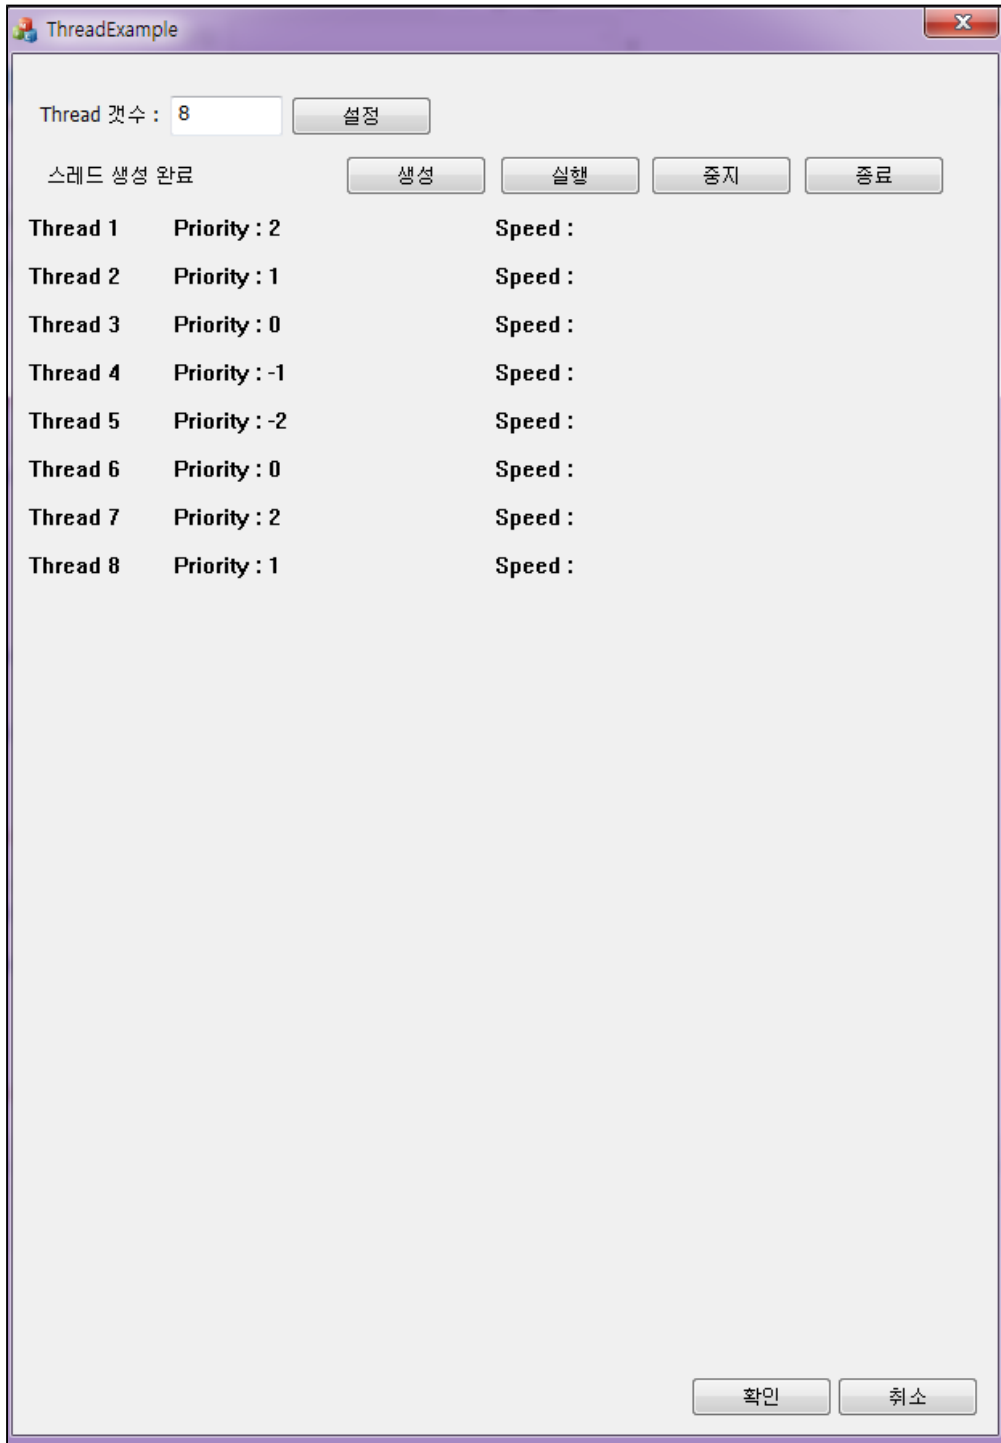 ThreadExample
Thread 갯수 : 8 설정
스레드 생성 완료 생성 실행 중지 종료
Thread 1 Priority : 2 Speed :
Thread 2 Priority : 1 Speed :
Thread 3 Priority : 0 Speed :
Thread 4 Priority : -1 Speed :
Thread 5 Priority : -2 Speed :
Thread 6 Priority : 0 Speed :
Thread 7 Priority : 2 Speed :
Thread 8 Priority : 1 Speed :
확인 취소